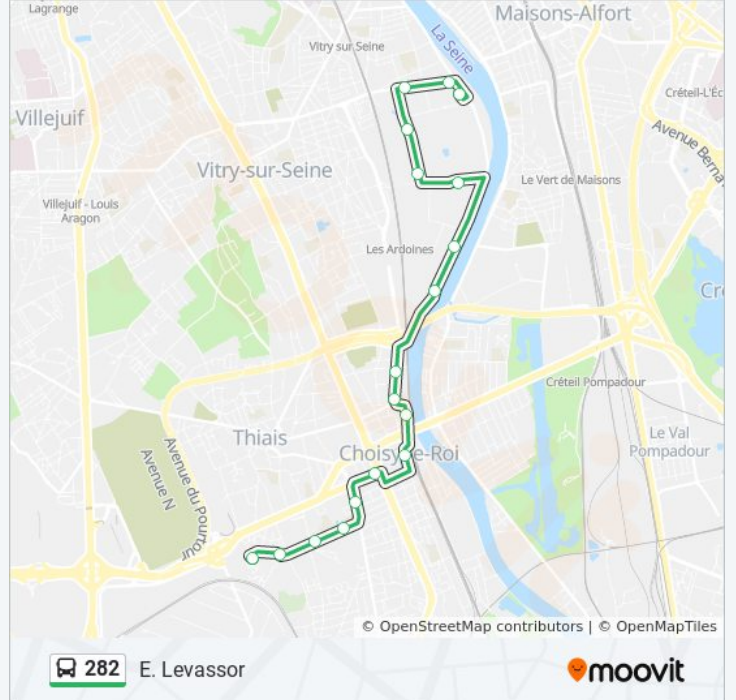 Lagrange
Maisons-Alfort
La Seine
Vitry sur Seine
Créteil-L'Éc
Villejuif
Avenue Berna
Vitry-sur-Seine
Le Vert de Maisons
Villejuif - Louis
Aragon
Les Ardoines
Cré
Créteil Pompadour
Thiais
Le Val
Pompadour
Avenue N
Avenue du Pourtour
Choisy-le-Roi
© OpenStreetMap contributors | © OpenMapTiles
282 E. Levassor
moovit